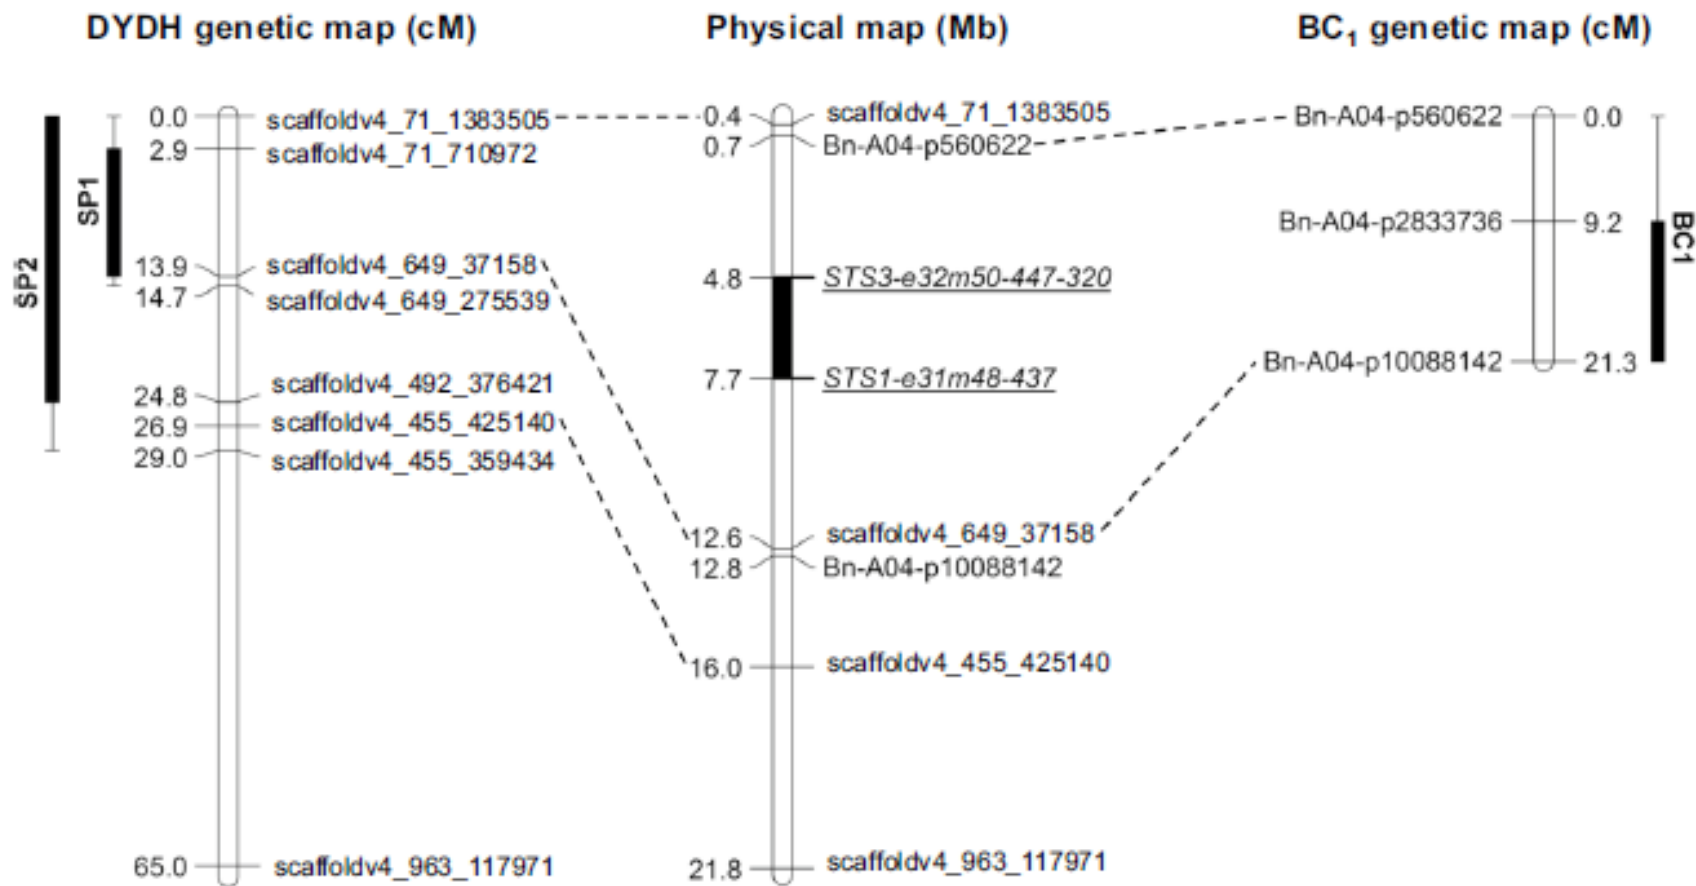 DYDH genetic map (cM)
Physical map (Mb)
BC1 genetic map (cM)
SP2
SP1
0.0 scaffoldv4_71_1383505
2.9 scaffoldv4_71_710972
13.9 scaffoldv4_649_37158
14.7 scaffoldv4_649_275539
24.8 scaffoldv4_492_376421
26.9 scaffoldv4_455_425140
29.0 scaffoldv4_455_359434
65.0 scaffoldv4_963_117971
0.4 scaffoldv4_71_1383505
0.7 Bn-A04-p560622
4.8 STS3-e32m50-447-320
7.7 STS1-e31m48-437
12.6 scaffoldv4_649_37158
12.8 Bn-A04-p10088142
16.0 scaffoldv4_455_425140
21.8 scaffoldv4_963_117971
Bn-A04-p560622 0.0
Bn-A04-p2833736 9.2
Bn-A04-p10088142 21.3
BC1